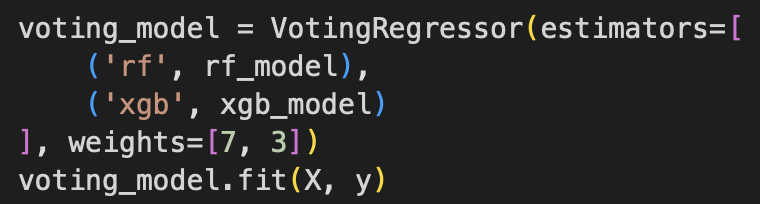 voting_model = VotingRegressor(estimators=[
    ('rf', rf_model),
    ('xgb', xgb_model)
], weights=[7, 3])
voting_model.fit(X, y)